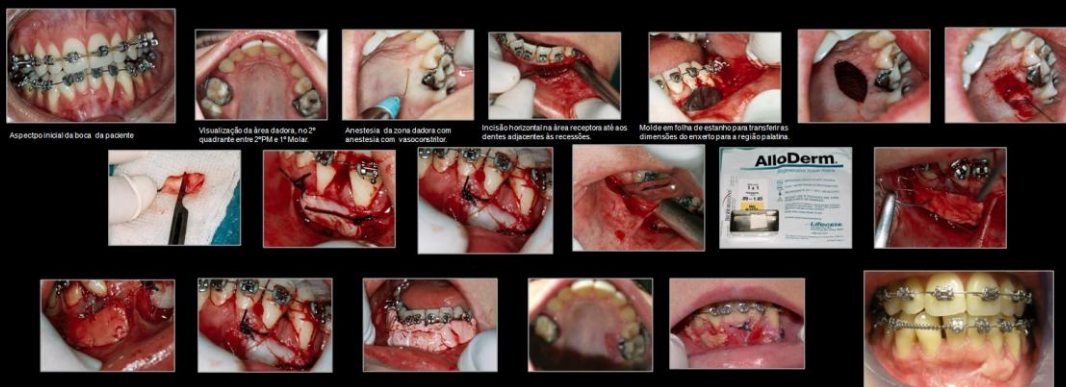 Aspectpo inicial da boca da paciente
Visualização da área dadora, no 2º
quadrante entre 2ºPM e 1º Molar.
Anestesia da zona dadora com
anestesia com vasoconstritor.
Incisão horizontal na área receptora até aos
dentes adjacentes às recessões.
Molde em folha de estanho para transferir as
dimensões do enxerto para a região palatina.
AlloDerm